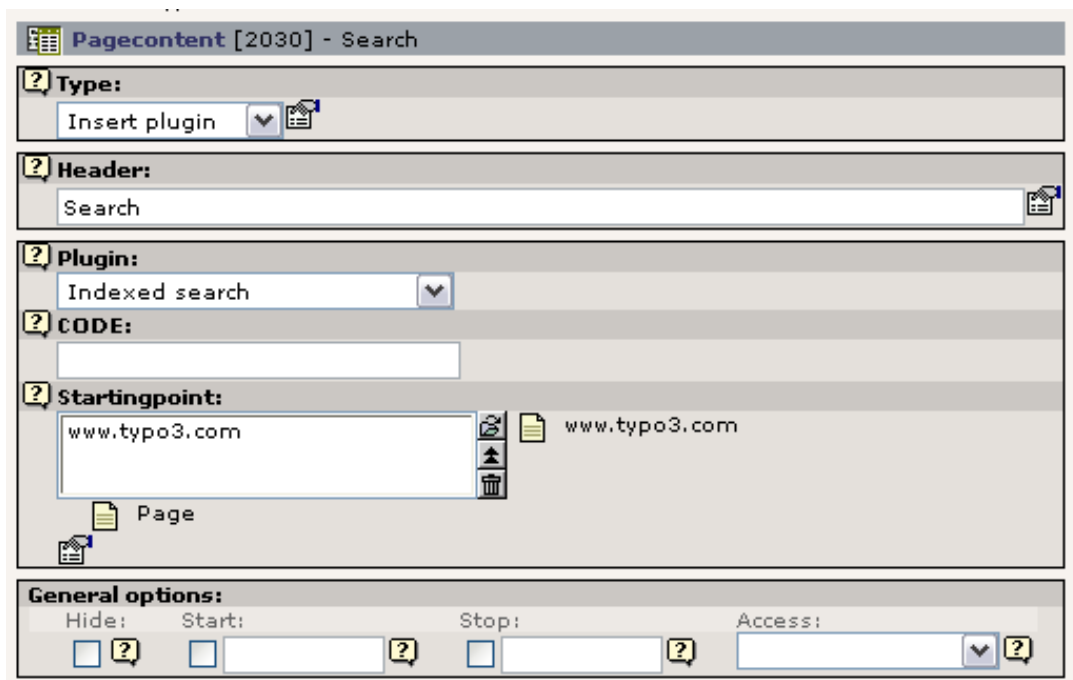 Pagecontent [2030] - Search
Type:
Insert plugin
Header:
Search
Plugin:
Indexed search
CODE:
Startingpoint:
www.typo3.com www.typo3.com
Page
General options:
Hide: Start: Stop: Access: